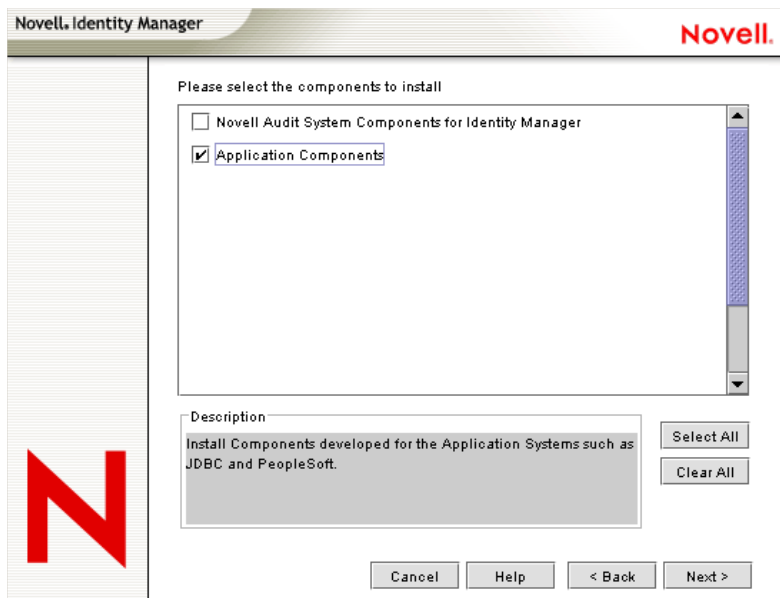 Novell. Identity Manager
Novell.
Please select the components to install
Novell Audit System Components for Identity Manager
Application Components
Description
Install Components developed for the Application Systems such as
JDBC and PeopleSoft.
Select All
Clear All
N
Cancel
Help
< Back
Next >